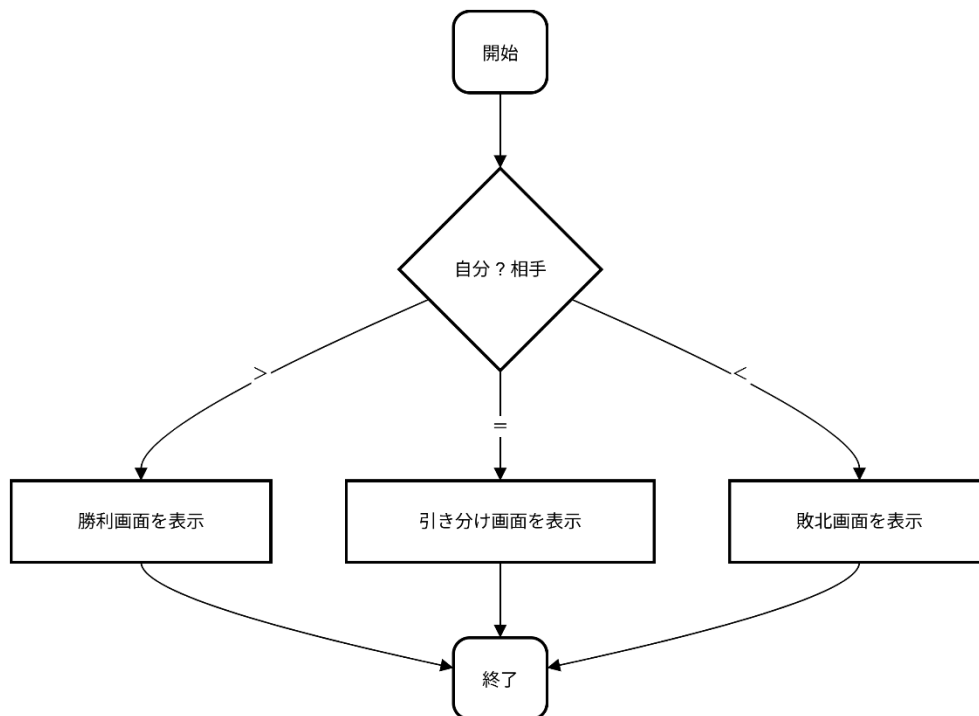 開始
自分 ? 相手
>
=
<
勝利画面を表示
引き分け画面を表示
敗北画面を表示
終了